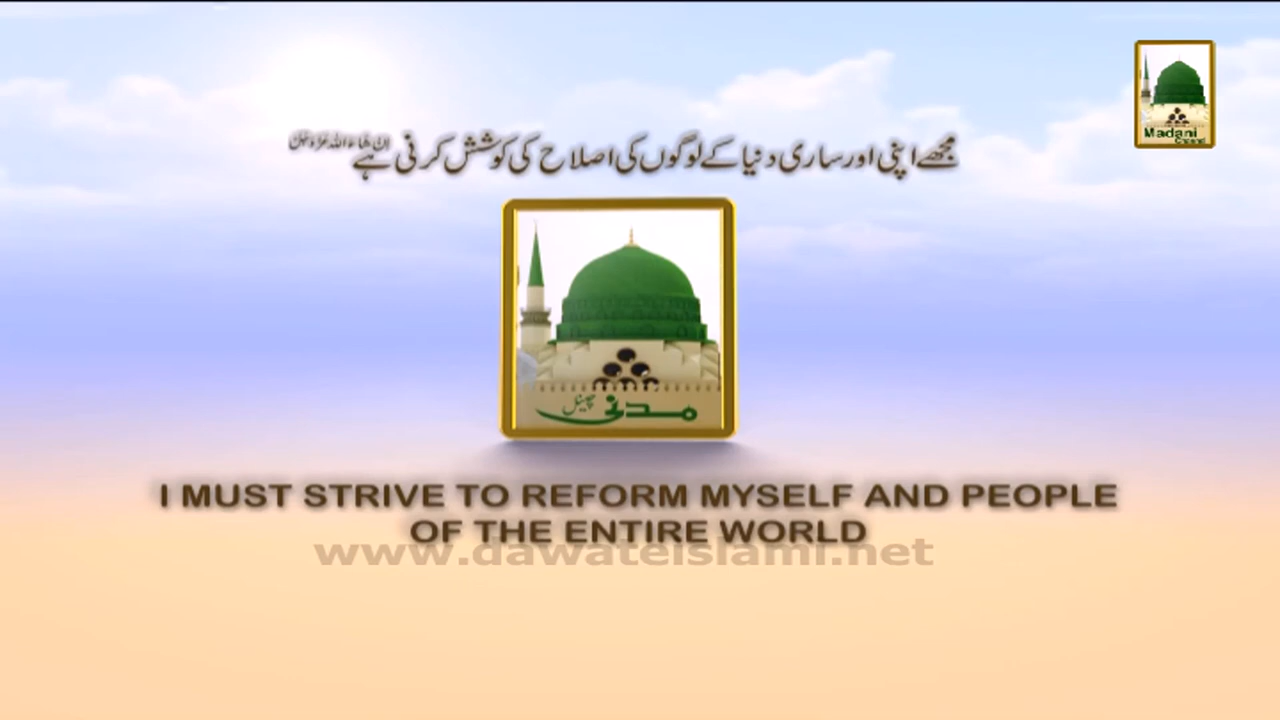 Madani
Channel
مجھے اپنی اور ساری دنیا کے لوگوں کی اصلاح کی کوشش کرنی ہے ان شاء اللہ عزوجل
مدنی چینل
I MUST STRIVE TO REFORM MYSELF AND PEOPLE
OF THE ENTIRE WORLD
www.dawateislami.net